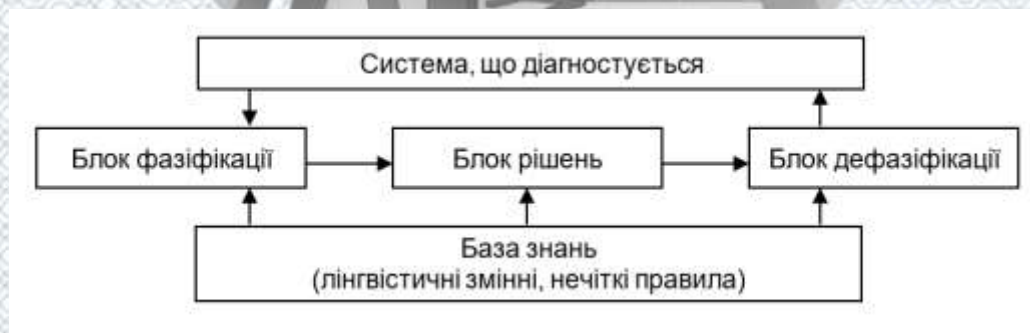 Система, що діагностується
Блок фазіфікації
Блок рішень
Блок дефазіфікації
База знань
(лінгвістичні змінні, нечіткі правила)